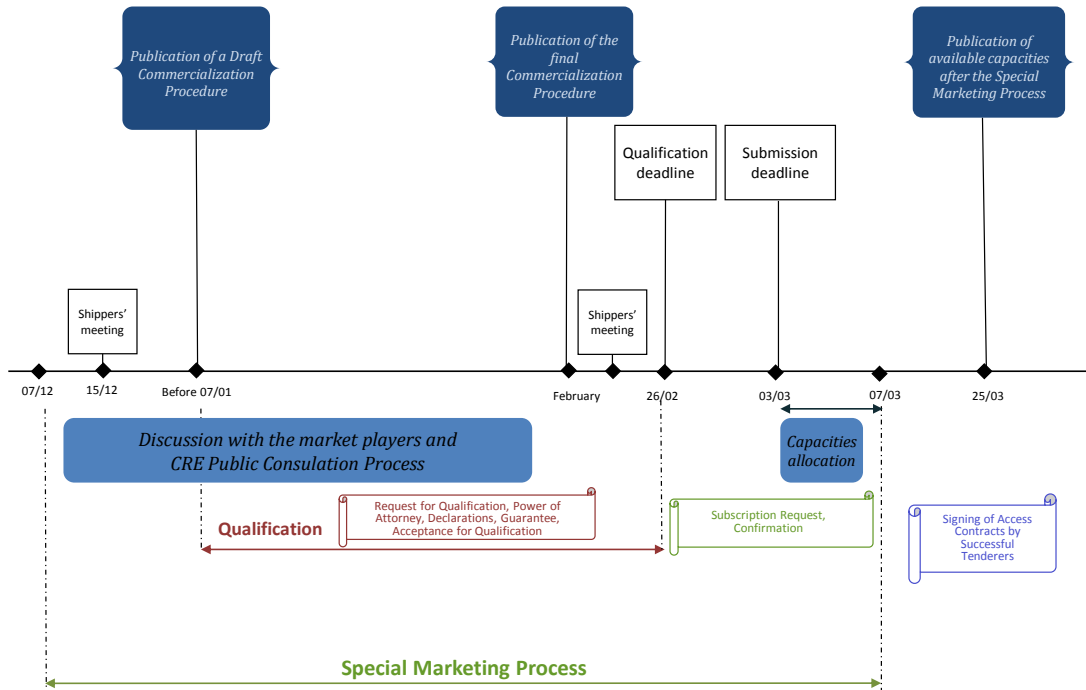 Publication of a Draft
Commercialization
Procedure
Publication of the
final
Commercialization
Procedure
Publication of
available capacities
after the Special
Marketing Process
Qualification
deadline
Submission
deadline
Shippers'
meeting
Shippers'
meeting
07/12
15/12
Before 07/01
February
26/02
03/03
07/03
25/03
Discussion with the market players and
CRE Public Consulation Process
Capacities
allocation
Qualification
Request for Qualification, Power of
Attorney, Declarations, Guarantee,
Acceptance for Qualification
Subscription Request,
Confirmation
Signing of Access
Contracts by
Successful
Tenderers
Special Marketing Process